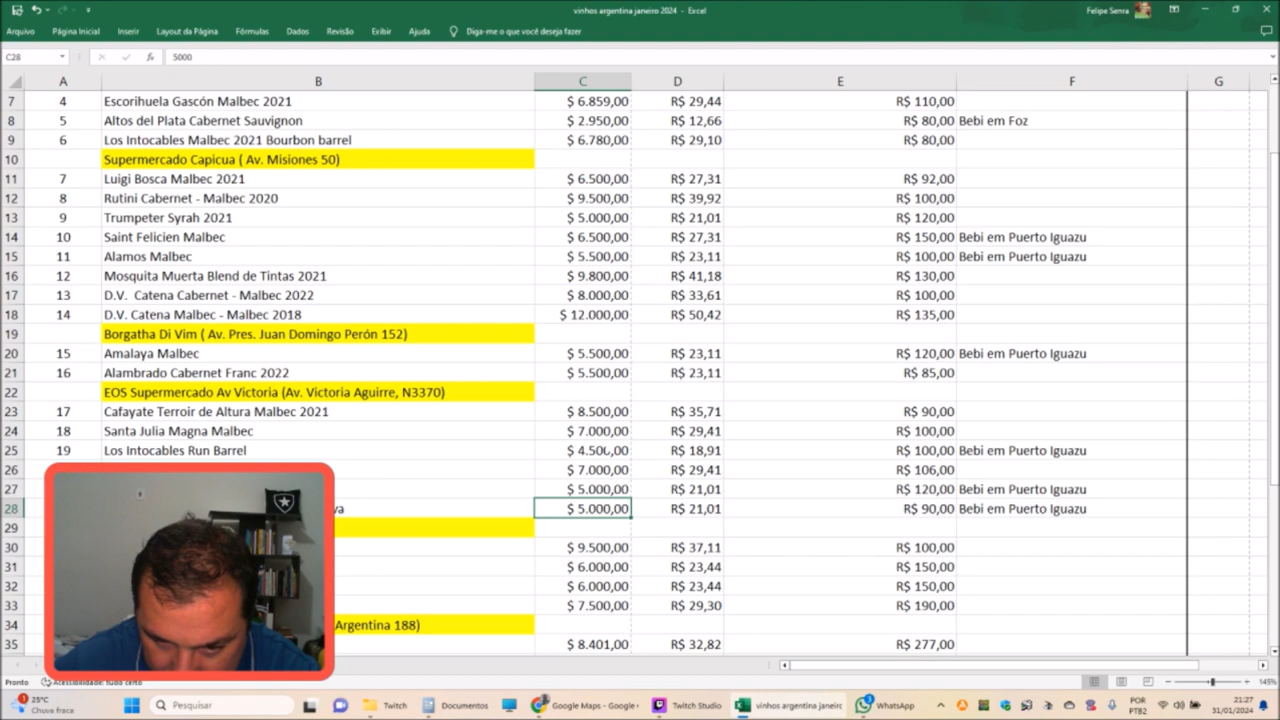 vinhos argentina janeiro 2024 - Excel
Felipe Senra
Arquivo Página Inicial Inserir Layout da Página Fórmulas Dados Revisão Exibir Ajuda Diga-me o que você deseja fazer
C28 fx 5000
A B C D E F G
7 4 Escorihuela Gascón Malbec 2021 $ 6.859,00 R$ 29,44 R$ 110,00
8 5 Altos del Plata Cabernet Sauvignon $ 2.950,00 R$ 12,66 R$ 80,00 Bebi em Foz
9 6 Los Intocables Malbec 2021 Bourbon barrel $ 6.780,00 R$ 29,10 R$ 80,00
10 Supermercado Capicua ( Av. Misiones 50)
11 7 Luigi Bosca Malbec 2021 $ 6.500,00 R$ 27,31 R$ 92,00
12 8 Rutini Cabernet - Malbec 2020 $ 9.500,00 R$ 39,92 R$ 100,00
13 9 Trumpeter Syrah 2021 $ 5.000,00 R$ 21,01 R$ 120,00
14 10 Saint Felicien Malbec $ 6.500,00 R$ 27,31 R$ 150,00 Bebi em Puerto Iguazu
15 11 Alamos Malbec $ 5.500,00 R$ 23,11 R$ 100,00 Bebi em Puerto Iguazu
16 12 Mosquita Muerta Blend de Tintas 2021 $ 9.800,00 R$ 41,18 R$ 130,00
17 13 D.V. Catena Cabernet - Malbec 2022 $ 8.000,00 R$ 33,61 R$ 100,00
18 14 D.V. Catena Malbec - Malbec 2018 $ 12.000,00 R$ 50,42 R$ 135,00
19 Borgatha Di Vim ( Av. Pres. Juan Domingo Perón 152)
20 15 Amalaya Malbec $ 5.500,00 R$ 23,11 R$ 120,00 Bebi em Puerto Iguazu
21 16 Alambrado Cabernet Franc 2022 $ 5.500,00 R$ 23,11 R$ 85,00
22 EOS Supermercado Av Victoria (Av. Victoria Aguirre, N3370)
23 17 Cafayate Terroir de Altura Malbec 2021 $ 8.500,00 R$ 35,71 R$ 90,00
24 18 Santa Julia Magna Malbec $ 7.000,00 R$ 29,41 R$ 100,00
25 19 Los Intocables Run Barrel $ 4.500,00 R$ 18,91 R$ 100,00 Bebi em Puerto Iguazu
26 $ 7.000,00 R$ 29,41 R$ 106,00
27 $ 5.000,00 R$ 21,01 R$ 120,00 Bebi em Puerto Iguazu
28 va $ 5.000,00 R$ 21,01 R$ 90,00 Bebi em Puerto Iguazu
29
30 $ 9.500,00 R$ 37,11 R$ 100,00
31 $ 6.000,00 R$ 23,44 R$ 150,00
32 $ 6.000,00 R$ 23,44 R$ 150,00
33 $ 7.500,00 R$ 29,30 R$ 190,00
34 Argentina 188)
35 $ 8.401,00 R$ 32,82 R$ 277,00
Pronto Acessibilidade: tudo certo 145%
1 25°C
Chuva fraca
Pesquisar Twitch Documentos Google Maps - Google Twitch Studio vinhos argentina janeir WhatsApp
POR
PTB2
21:27
31/01/2024